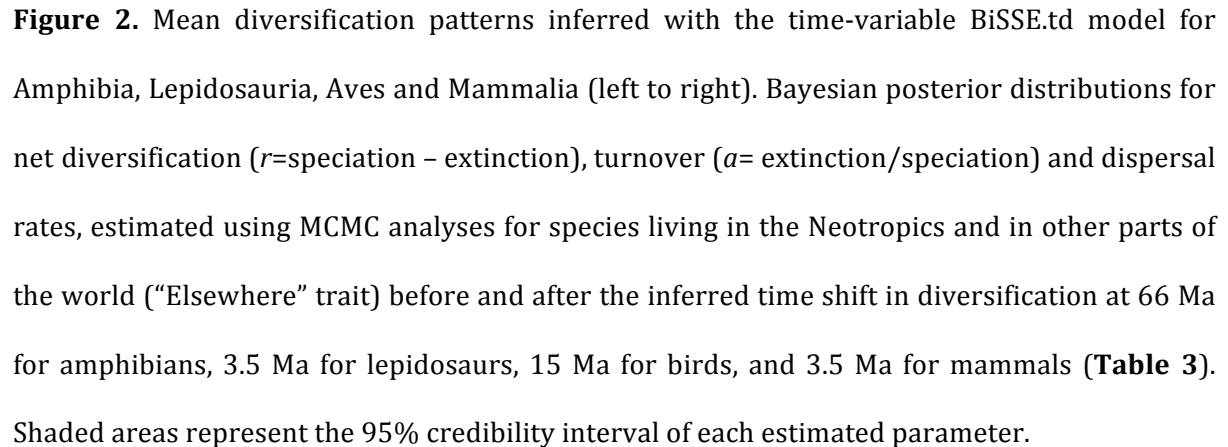 Figure 2. Mean diversification patterns inferred with the time-variable BiSSE.td model for
Amphibia, Lepidosauria, Aves and Mammalia (left to right). Bayesian posterior distributions for
net diversification (r=speciation – extinction), turnover (a= extinction/speciation) and dispersal
rates, estimated using MCMC analyses for species living in the Neotropics and in other parts of
the world (“Elsewhere” trait) before and after the inferred time shift in diversification at 66 Ma
for amphibians, 3.5 Ma for lepidosaurs, 15 Ma for birds, and 3.5 Ma for mammals (Table 3).
Shaded areas represent the 95% credibility interval of each estimated parameter.